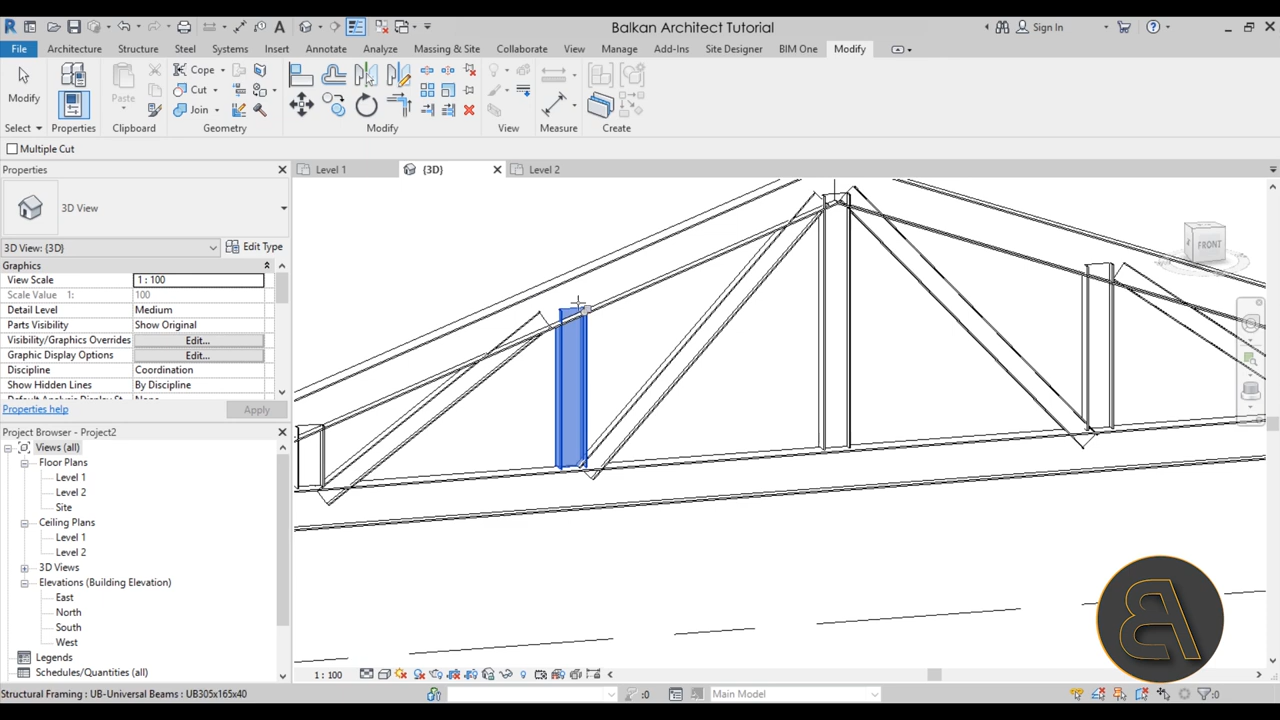 Balkan Architect Tutorial
Sign In
File Architecture Structure Steel Systems Insert Annotate Analyze Massing & Site Collaborate View Manage Add-Ins Site Designer BIM One Modify
Modify
Paste
Cope
Cut
Join
Select Properties Clipboard Geometry Modify View Measure Create
Multiple Cut
Properties
Level 1 {3D} Level 2
3D View
3D View: {3D} Edit Type
Graphics
View Scale 1 : 100
Scale Value 1: 100
Detail Level Medium
Parts Visibility Show Original
Visibility/Graphics Overrides Edit...
Graphic Display Options Edit...
Discipline Coordination
Show Hidden Lines By Discipline
Properties help Apply
Project Browser - Project2
Views (all)
Floor Plans
Level 1
Level 2
Site
Ceiling Plans
Level 1
Level 2
3D Views
Elevations (Building Elevation)
East
North
South
West
Legends
Schedules/Quantities (all)
FRONT
1 : 100
Structural Framing : UB-Universal Beams : UB305x165x40
:0
Main Model
:0